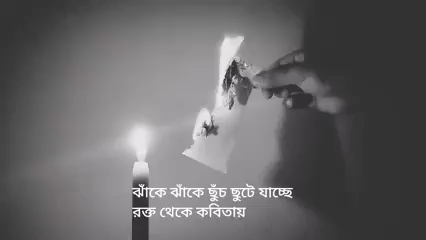 ঝাঁকে ঝাঁকে ছুঁচ ছুটে যাচ্ছে
রক্ত থেকে কবিতায়